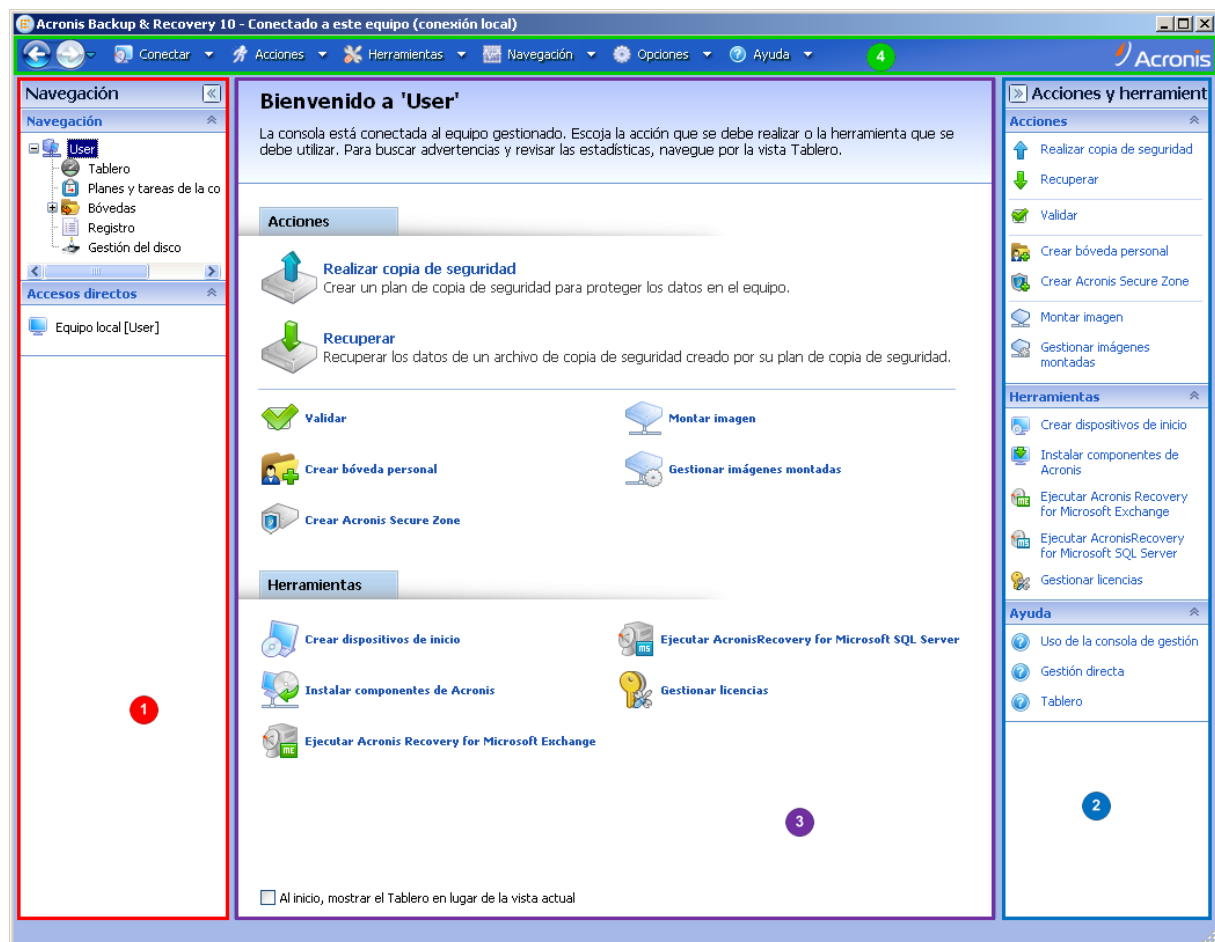 Acronis Backup & Recovery 10 - Conectado a este equipo (conexión local)
Conectar
Acciones
Herramientas
Navegación
Opciones
Ayuda
4
Acronis
Navegación
Navegación
User
Tablero
Planes y tareas de la co
Bóvedas
Registro
Gestión del disco
Accesos directos
Equipo local [User]
1
Bienvenido a 'User'
La consola está conectada al equipo gestionado. Escoja la acción que se debe realizar o la herramienta que se
debe utilizar. Para buscar advertencias y revisar las estadísticas, navegue por la vista Tablero.
Acciones
Realizar copia de seguridad
Crear un plan de copia de seguridad para proteger los datos en el equipo.
Recuperar
Recuperar los datos de un archivo de copia de seguridad creado por su plan de copia de seguridad.
Validar
Montar imagen
Crear bóveda personal
Gestionar imágenes montadas
Crear Acronis Secure Zone
Herramientas
Crear dispositivos de inicio
MS
Ejecutar AcronisRecovery for Microsoft SQL Server
Instalar componentes de Acronis
Gestionar licencias
ME
Ejecutar Acronis Recovery for Microsoft Exchange
3
Al inicio, mostrar el Tablero en lugar de la vista actual
Acciones y herramient
Acciones
Realizar copia de seguridad
Recuperar
Validar
Crear bóveda personal
Crear Acronis Secure Zone
Montar imagen
Gestionar imágenes
montadas
Herramientas
Crear dispositivos de inicio
Instalar componentes de
Acronis
ME
Ejecutar Acronis Recovery
for Microsoft Exchange
MS
Ejecutar AcronisRecovery
for Microsoft SQL Server
Gestionar licencias
Ayuda
Uso de la consola de gestión
Gestión directa
Tablero
2